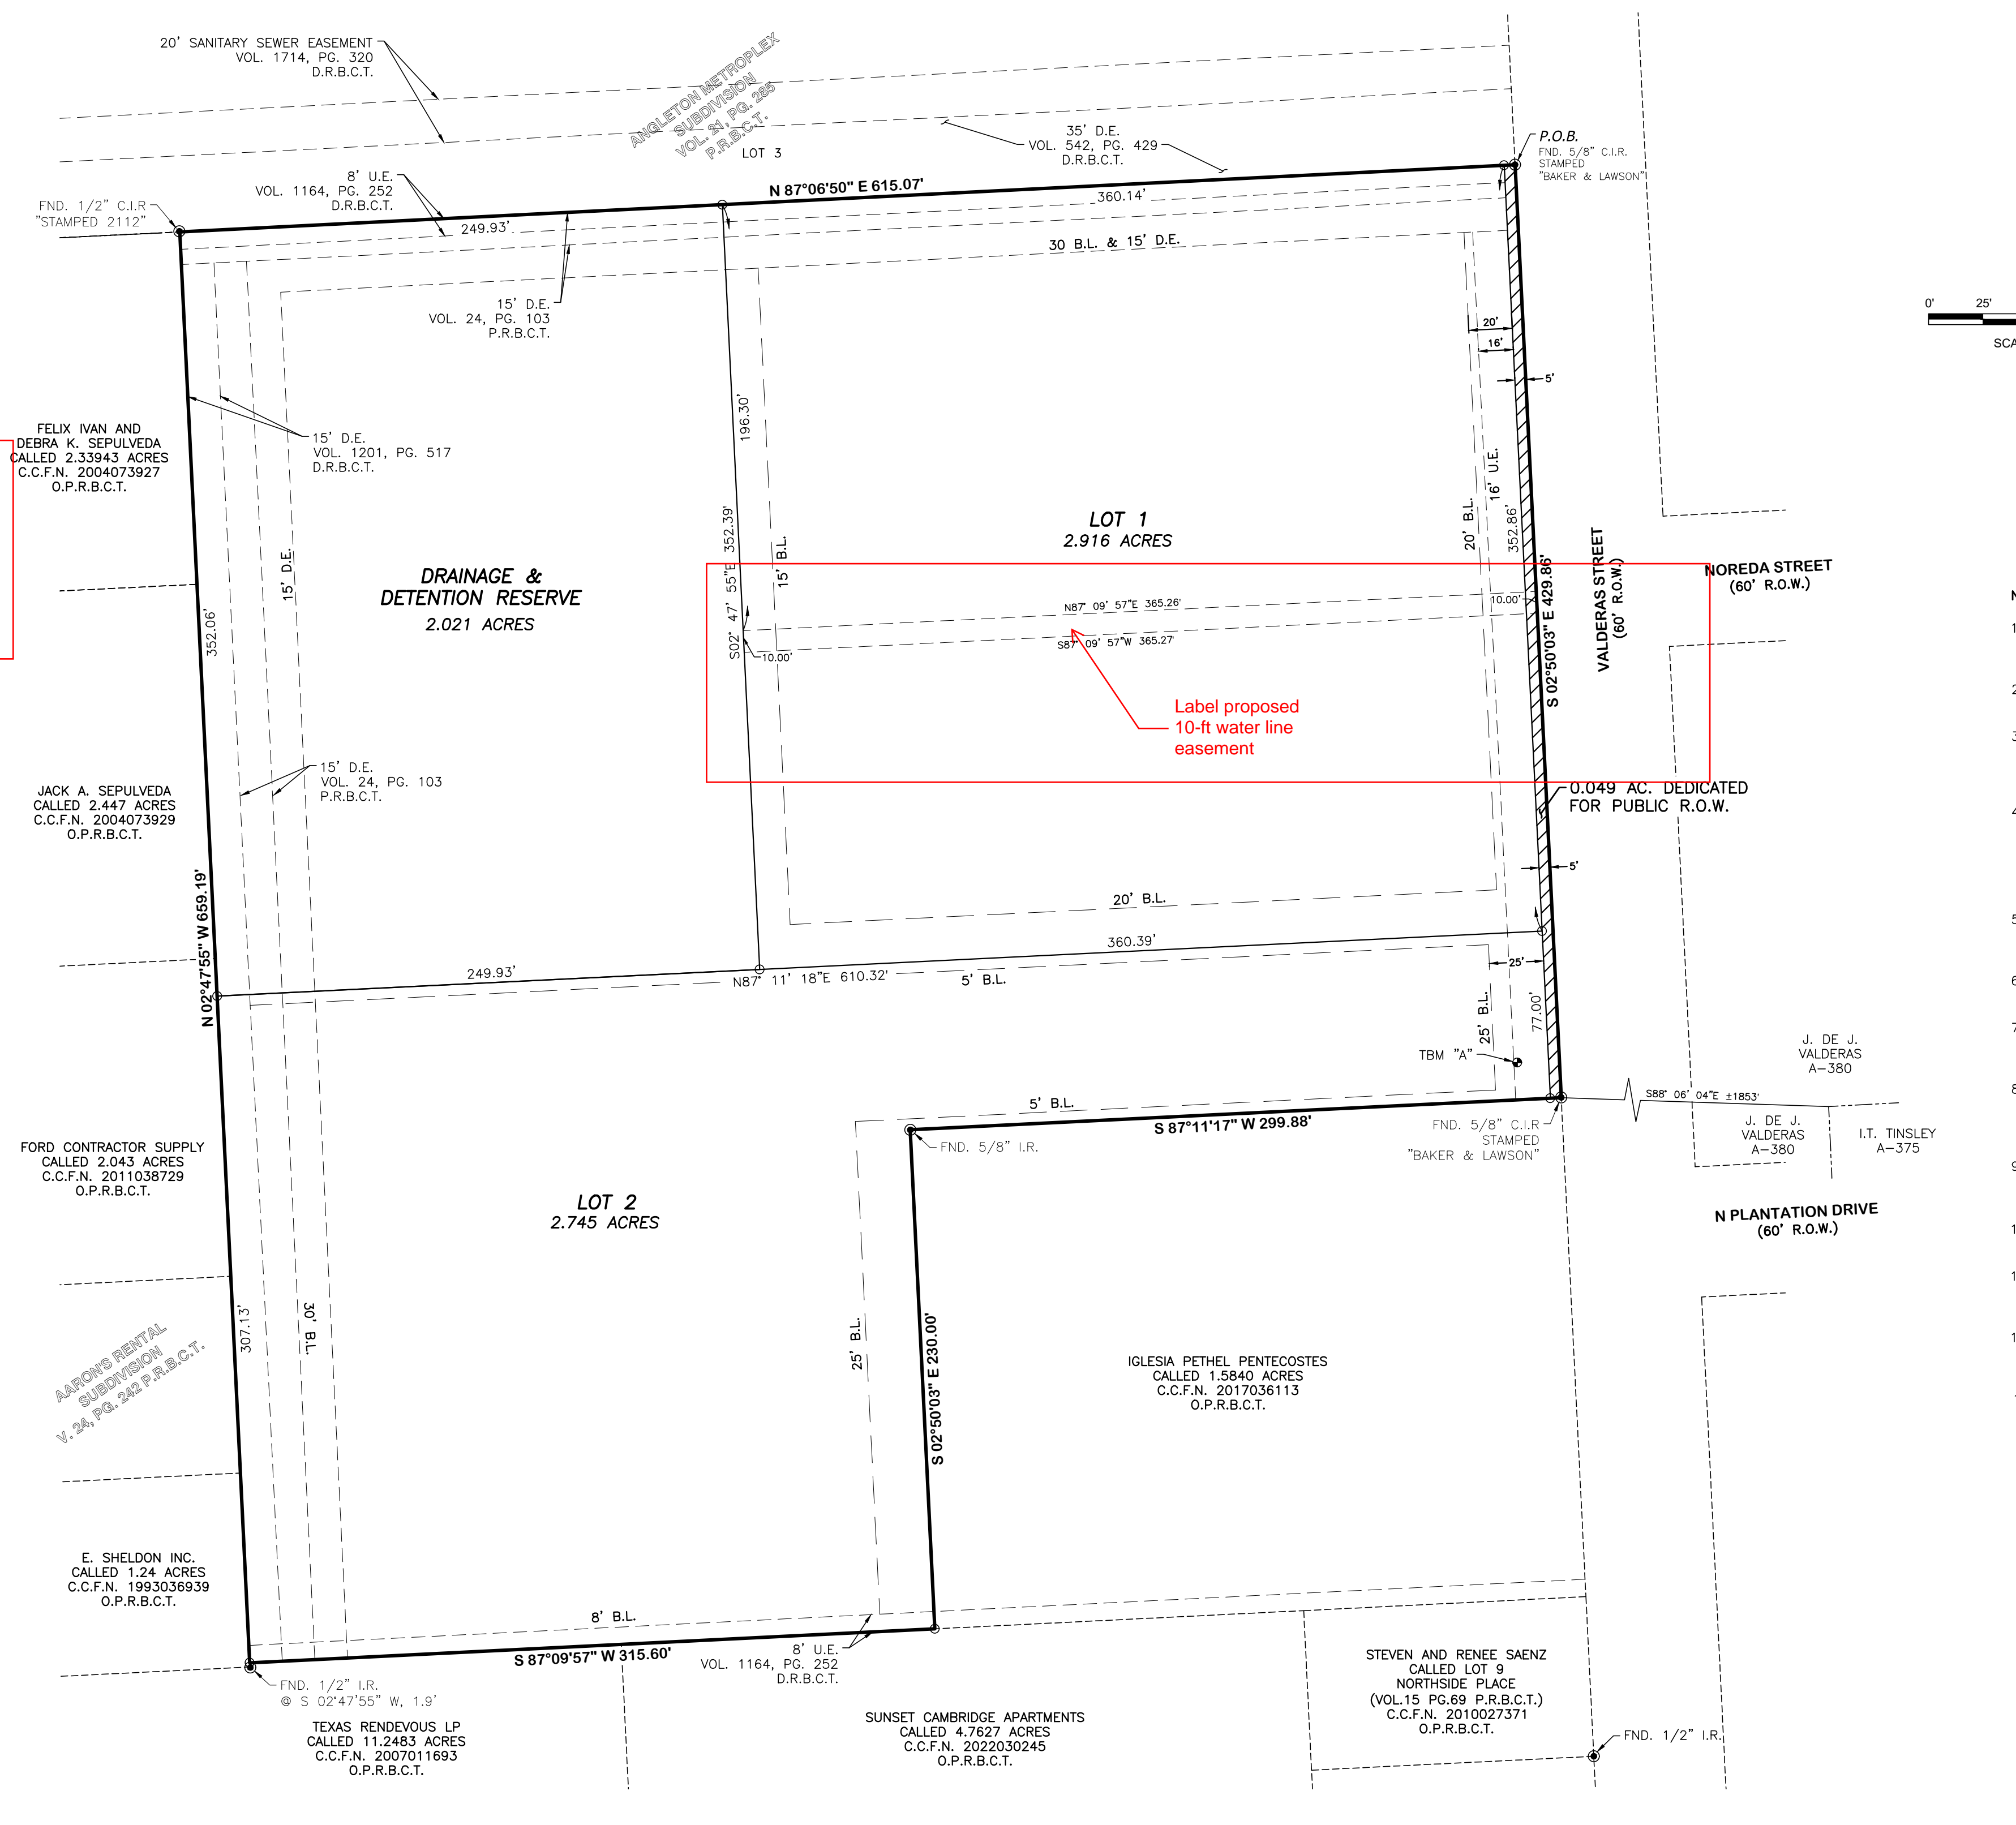 20' SANITARY SEWER EASEMENT
VOL. 1714, PG. 320
D.R.B.C.T.
ANGLETON METROPLEX
SUBDIVISION
VOL. 21, PG. 285
P.R.B.C.T.
LOT 3
35' D.E.
VOL. 542, PG. 429
D.R.B.C.T.
P.O.B.
FND. 5/8" C.I.R.
STAMPED
"BAKER & LAWSON"
8' U.E.
VOL. 1164, PG. 252
D.R.B.C.T.
FND. 1/2" C.I.R
"STAMPED 2112"
N 87°06'50" E 615.07'
249.93'
360.14'
30 B.L. & 15' D.E.
15' D.E.
VOL. 24, PG. 103
P.R.B.C.T.
0' 25'
SCA
20'
16'
5'
FELIX IVAN AND
DEBRA K. SEPULVEDA
CALLED 2.33943 ACRES
C.C.F.N. 2004073927
O.P.R.B.C.T.
15' D.E.
VOL. 1201, PG. 517
D.R.B.C.T.
196.30'
S02° 47' 55"E 352.39'
15' B.L.
20' B.L.
16' U.E.
352.86'
LOT 1
2.916 ACRES
15' D.E.
DRAINAGE &
DETENTION RESERVE
2.021 ACRES
352.06'
VALDERAS STREET
(60' R.O.W.)
NOREDA STREET
(60' R.O.W.)
N
1
2
3
4
5
6
7
8
9
1
1
1
N87° 09' 57"E 365.26'
10.00'
S87° 09' 57"W 365.27'
10.00'
S 02°50'03" E 429.86'
Label proposed
10-ft water line
easement
15' D.E.
VOL. 24, PG. 103
P.R.B.C.T.
JACK A. SEPULVEDA
CALLED 2.447 ACRES
C.C.F.N. 2004073929
O.P.R.B.C.T.
0.049 AC. DEDICATED
FOR PUBLIC R.O.W.
5'
N 02°47'55" W 659.19'
20' B.L.
360.39'
249.93'
N87° 11' 18"E 610.32'
5' B.L.
25'
25' B.L.
77.00'
TBM "A"
5' B.L.
S 87°11'17" W 299.88'
FND. 5/8" I.R.
FND. 5/8" C.I.R
STAMPED
"BAKER & LAWSON"
J. DE J.
VALDERAS
A-380
S88° 06' 04"E ±1853'
J. DE J.
VALDERAS
A-380
I.T. TINSLEY
A-375
N PLANTATION DRIVE
(60' R.O.W.)
FORD CONTRACTOR SUPPLY
CALLED 2.043 ACRES
C.C.F.N. 2011038729
O.P.R.B.C.T.
LOT 2
2.745 ACRES
307.13'
30' B.L.
25' B.L.
S 02°50'03" E 230.00'
IGLESIA PETHEL PENTECOSTES
CALLED 1.5840 ACRES
C.C.F.N. 2017036113
O.P.R.B.C.T.
AARON'S RENTAL
SUBDIVISION
V. 24, PG. 242 P.R.B.C.T.
E. SHELDON INC.
CALLED 1.24 ACRES
C.C.F.N. 1993036939
O.P.R.B.C.T.
8' B.L.
S 87°09'57" W 315.60'
8' U.E.
VOL. 1164, PG. 252
D.R.B.C.T.
FND. 1/2" I.R.
@ S 02°47'55" W, 1.9'
TEXAS RENDEVOUS LP
CALLED 11.2483 ACRES
C.C.F.N. 2007011693
O.P.R.B.C.T.
SUNSET CAMBRIDGE APARTMENTS
CALLED 4.7627 ACRES
C.C.F.N. 2022030245
O.P.R.B.C.T.
STEVEN AND RENEE SAENZ
CALLED LOT 9
NORTHSIDE PLACE
(VOL.15 PG.69 P.R.B.C.T.)
C.C.F.N. 2010027371
O.P.R.B.C.T.
FND. 1/2" I.R.